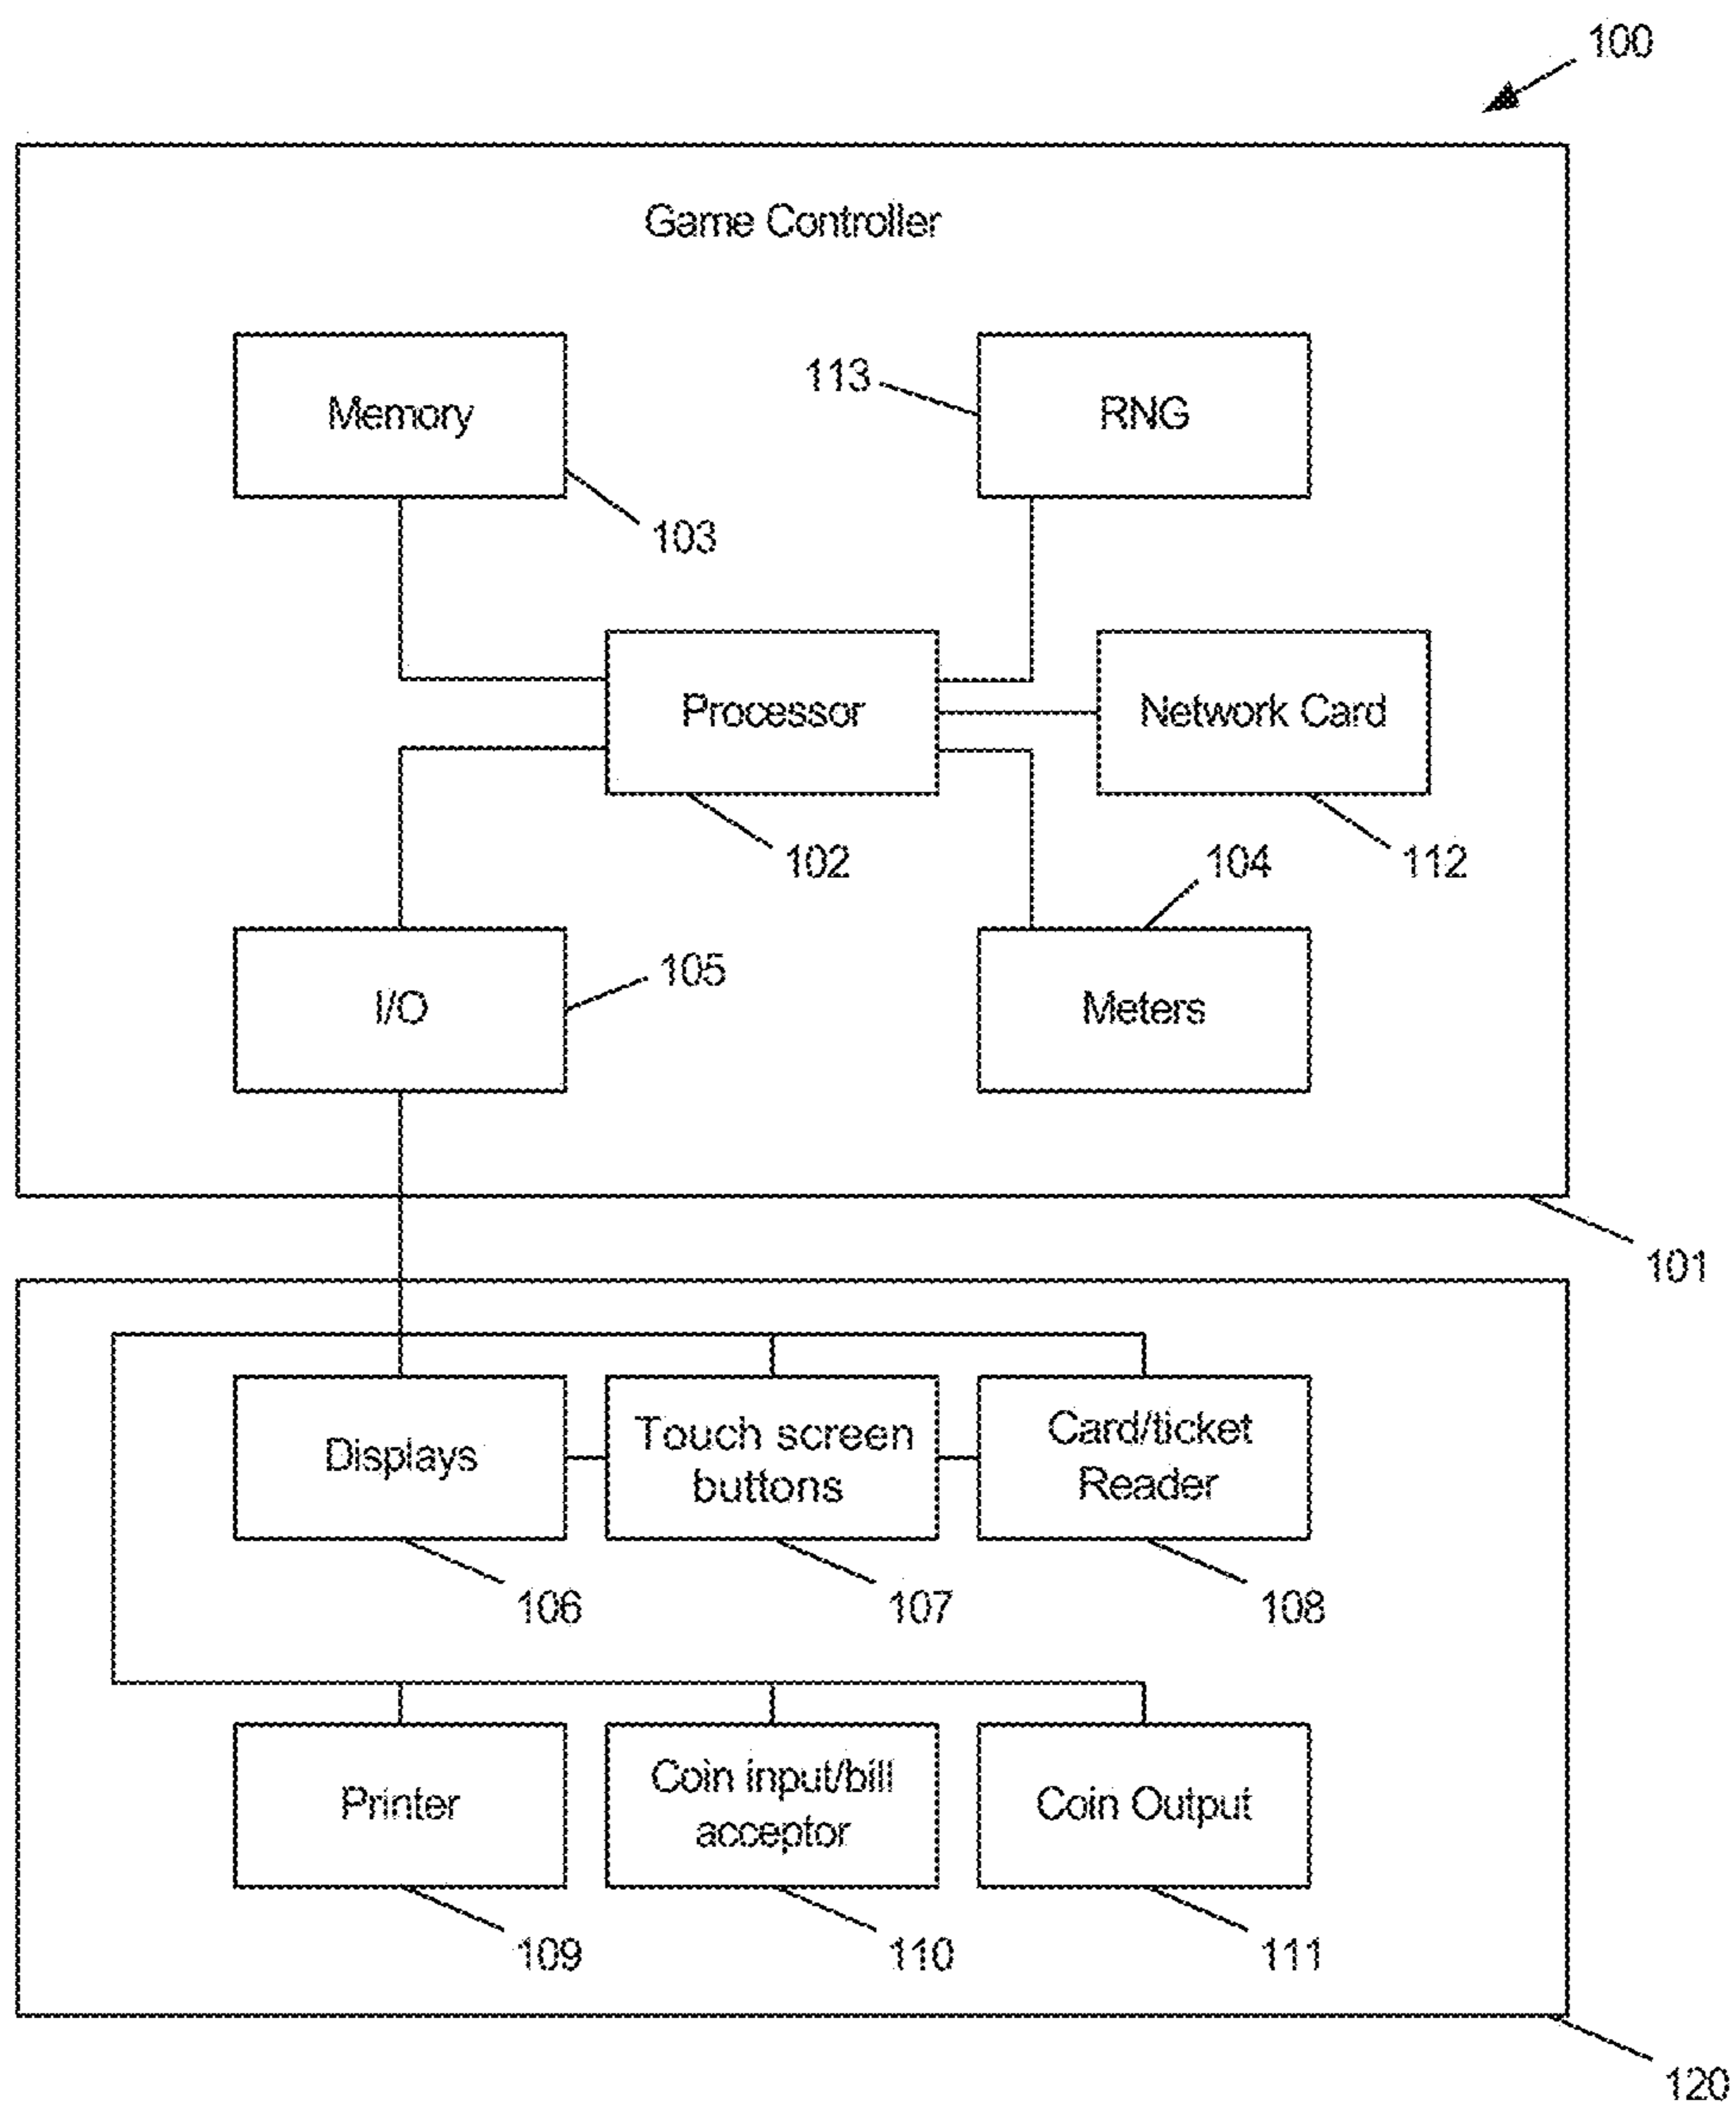 100
Game Controller
Memory
113
RNG
103
Processor
Network Card
102
104
112
I/O
105
Meters
101
Displays
Touch screen
buttons
Card/ticket
Reader
106
107
108
Printer
Coin input/bill
acceptor
Coin Output
109
110
111
120